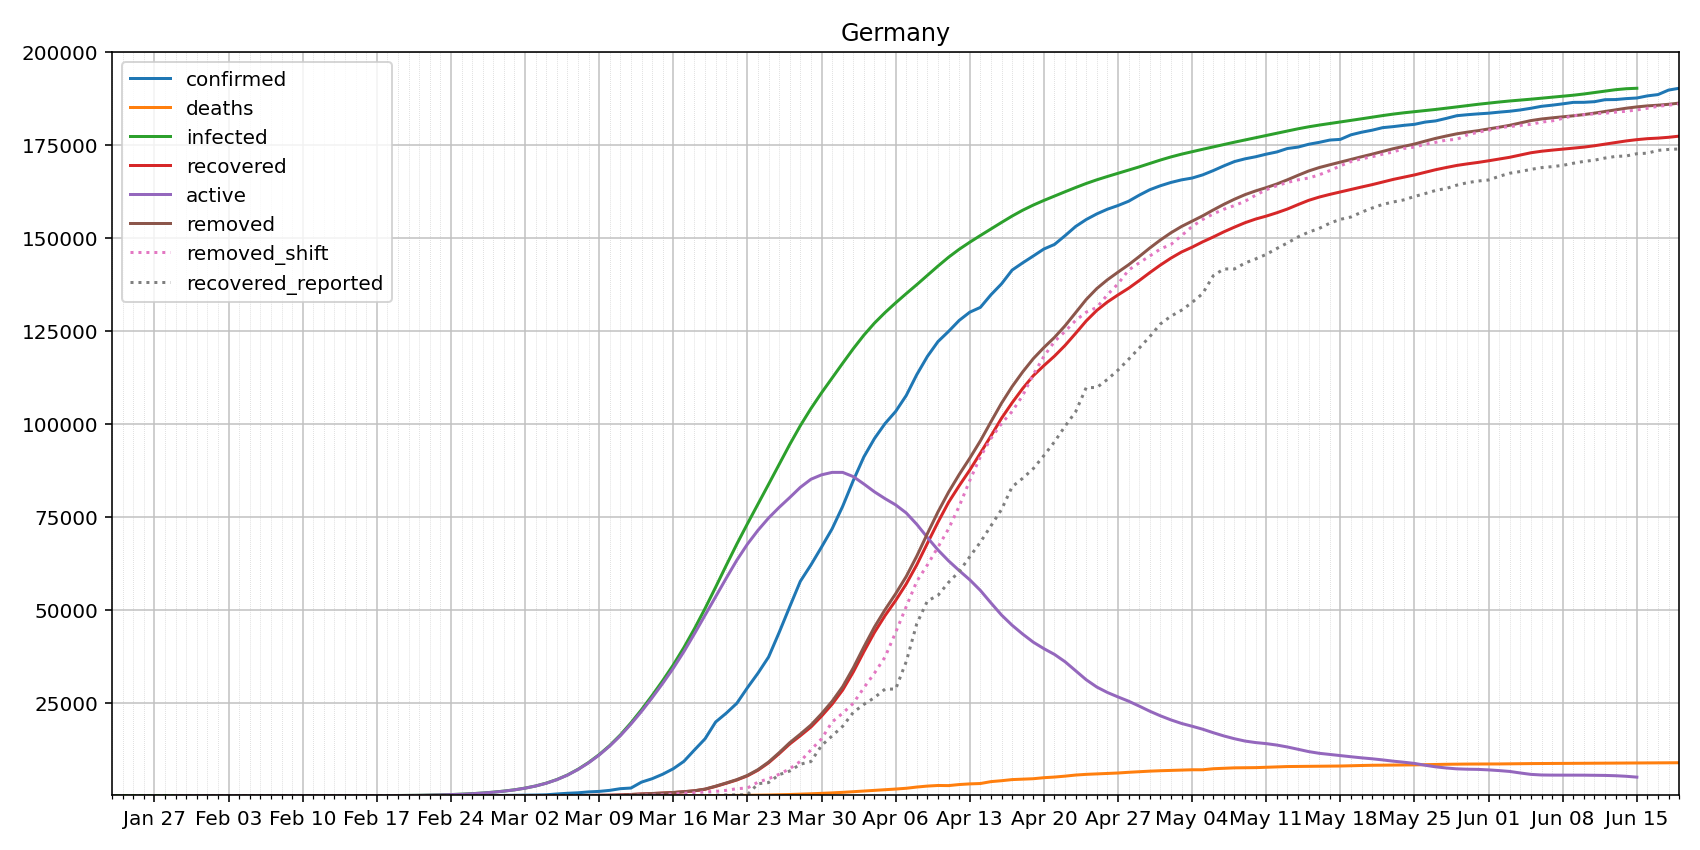 Germany
200000
175000
150000
125000
100000
75000
50000
25000
confirmed
deaths
infected
recovered
active
removed
removed_shift
recovered_reported
Jan 27 Feb 03 Feb 10 Feb 17 Feb 24 Mar 02 Mar 09 Mar 16 Mar 23 Mar 30 Apr 06 Apr 13 Apr 20 Apr 27 May 04 May 11 May 18 May 25 Jun 01 Jun 08 Jun 15